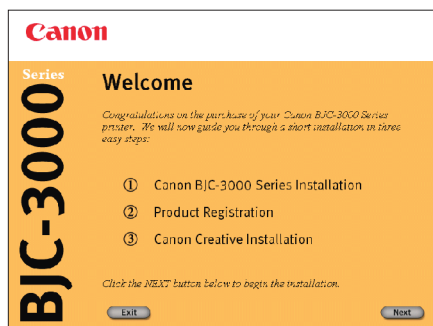 Canon
Series
BJC-3000
Welcome
Congratulations on the purchase of your Canon BJC-3000 Series
printer. We will now guide you through a short installation in three
easy steps:
① Canon BJC-3000 Series Installation
② Product Registration
③ Canon Creative Installation
Click the NEXT button below to begin the installation.
Exit
Next